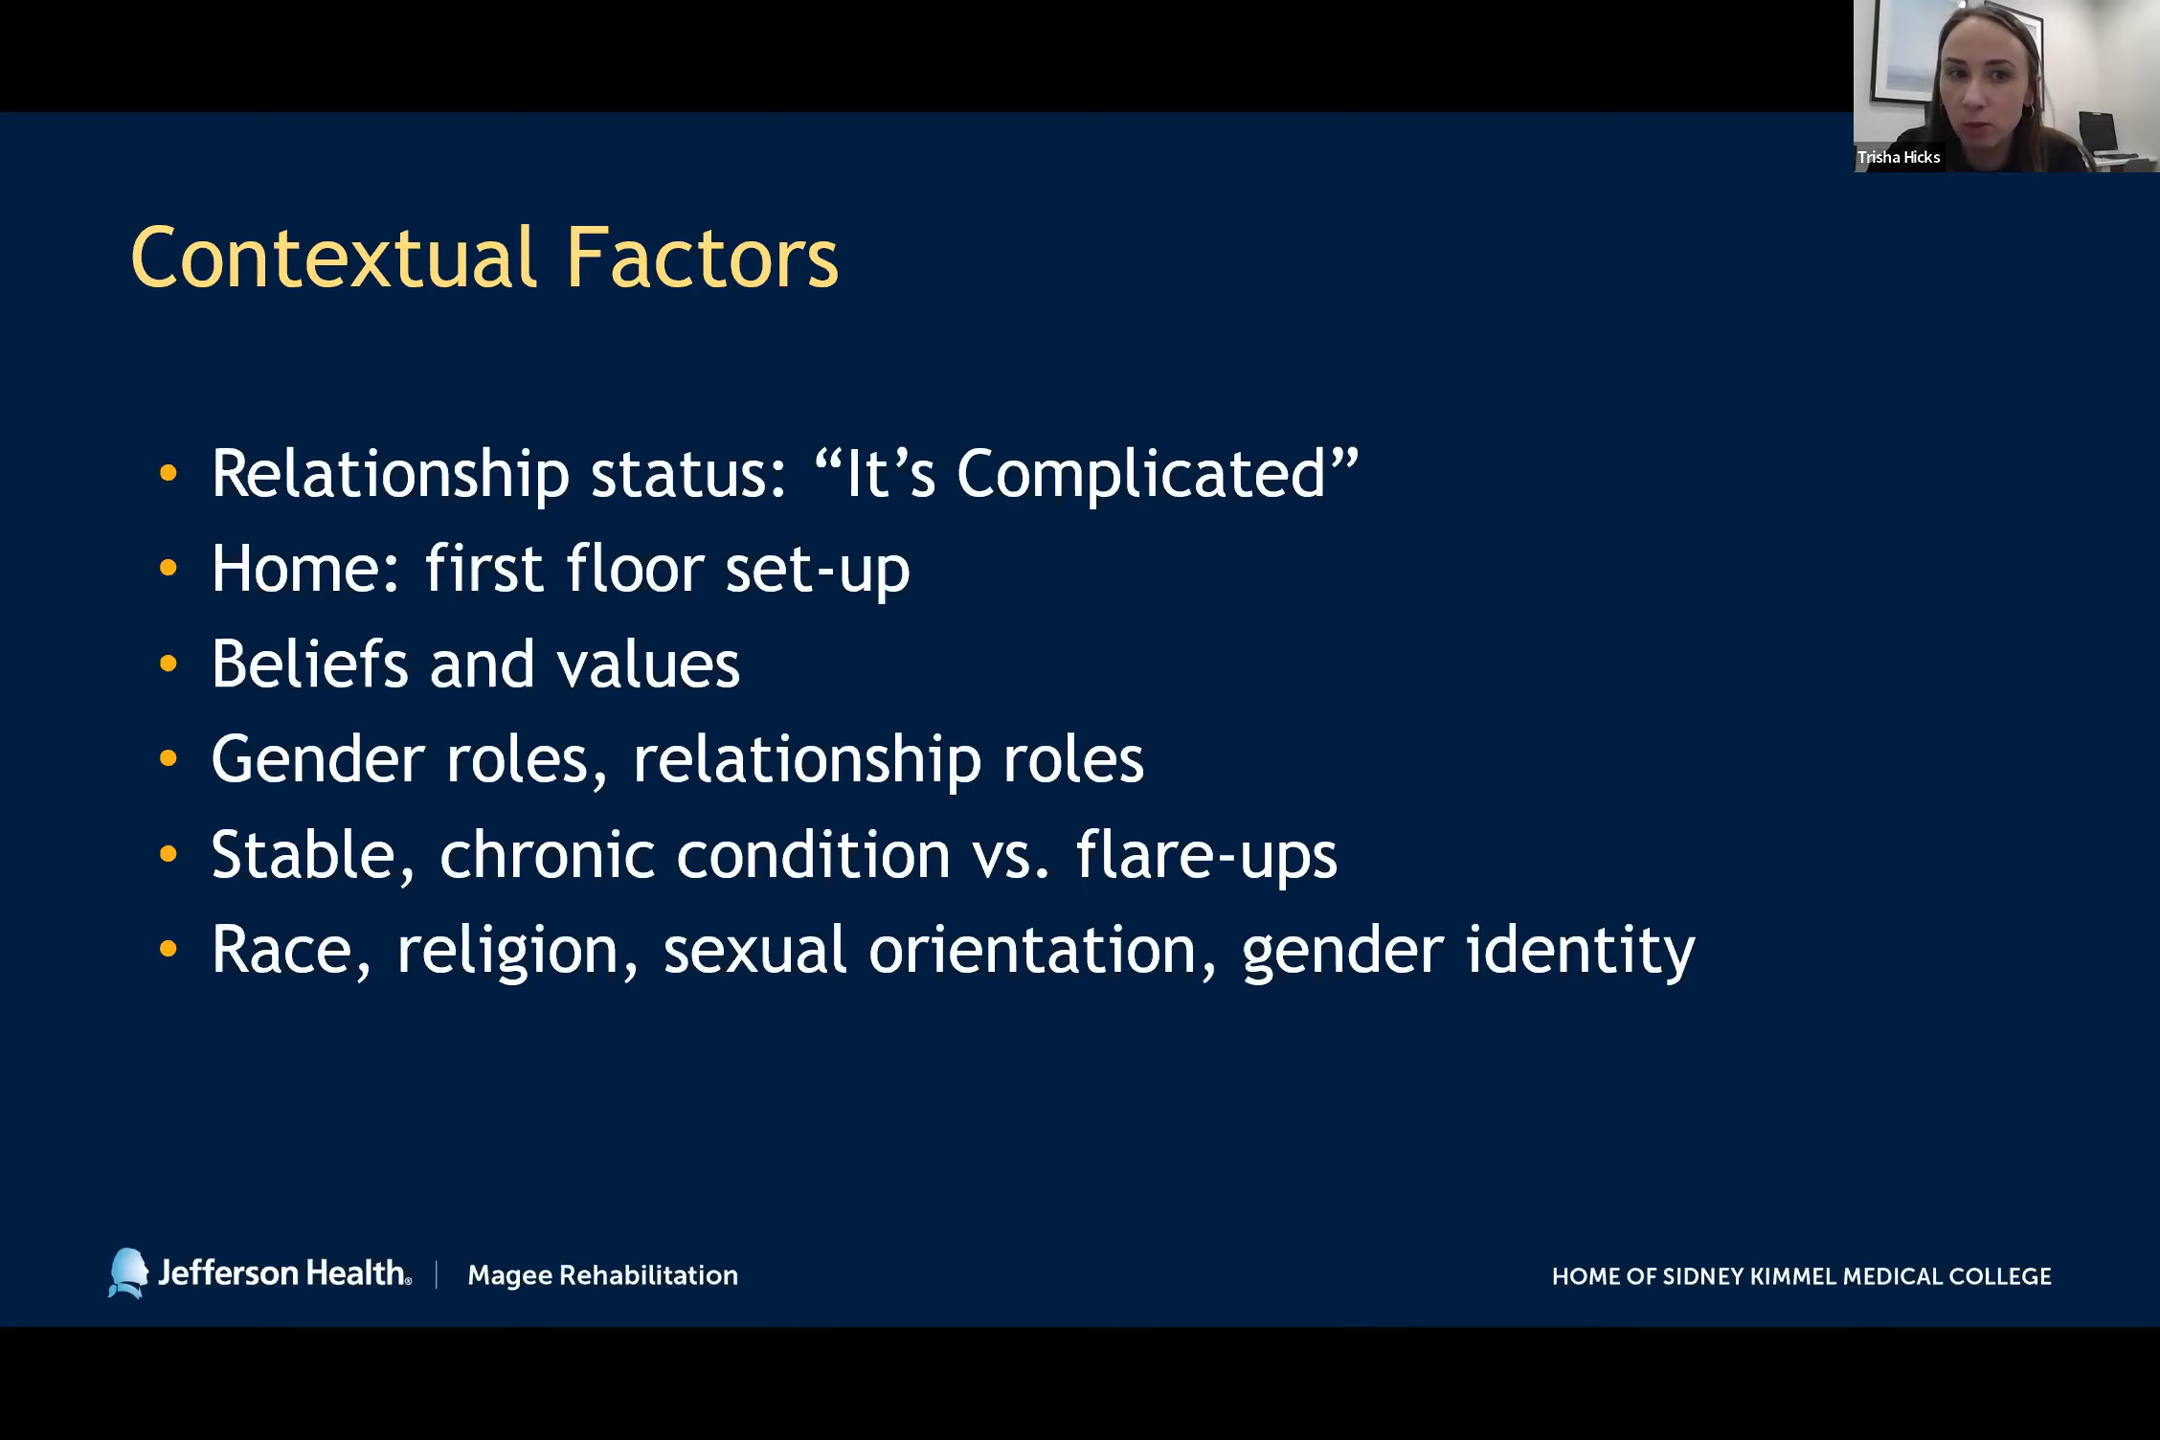 Trisha Hicks
Contextual Factors
• Relationship status: “It’s Complicated”
• Home: first floor set-up
• Beliefs and values
• Gender roles, relationship roles
• Stable, chronic condition vs. flare-ups
• Race, religion, sexual orientation, gender identity
Jefferson Health® | Magee Rehabilitation
HOME OF SIDNEY KIMMEL MEDICAL COLLEGE